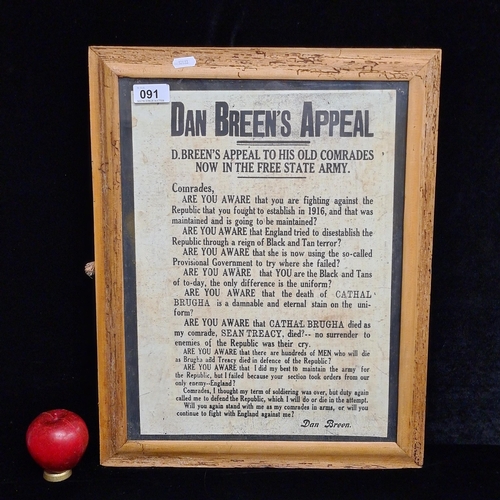 091
DAN BREEN'S APPEAL
D.BREEN'S APPEAL TO HIS OLD COMRADES
NOW IN THE FREE STATE ARMY.
Comrades,
ARE YOU AWARE that you are fighting against the
Republic that you fought to establish in 1916, and that was
maintained and is going to be maintained?
ARE YOU AWARE that England tried to disestablish the
Republic through a reign of Black and Tan terror?
ARE YOU AWARE that she is now using the so-called
Provisional Government to try where she failed?
ARE YOU AWARE that YOU are the Black and Tans
of to-day, the only difference is the uniform?
ARE YOU AWARE that the death of CATHAL
BRUGHA is a damnable and eternal stain on the uni-
form?
ARE YOU AWARE that CATHAL BRUGHA died as
my comrade, SEAN TREACY, died?-- no surrender to
enemies of the Republic was their cry.
ARE YOU AWARE that there are hundreds of MEN who will die
as Brugha and Treacy died in defence of the Republic?
ARE YOU AWARE that I did my best to maintain the army for
the Republic, but I failed because your section took orders from our
only enemy--England?
Comrades, I thought my term of soldiering was over, but duty again
called me to defend the Republic, which I will do or die in the attempt.
Will you again stand with me as my comrades in arms, or will you
continue to fight with England against me?
Dan Breen.